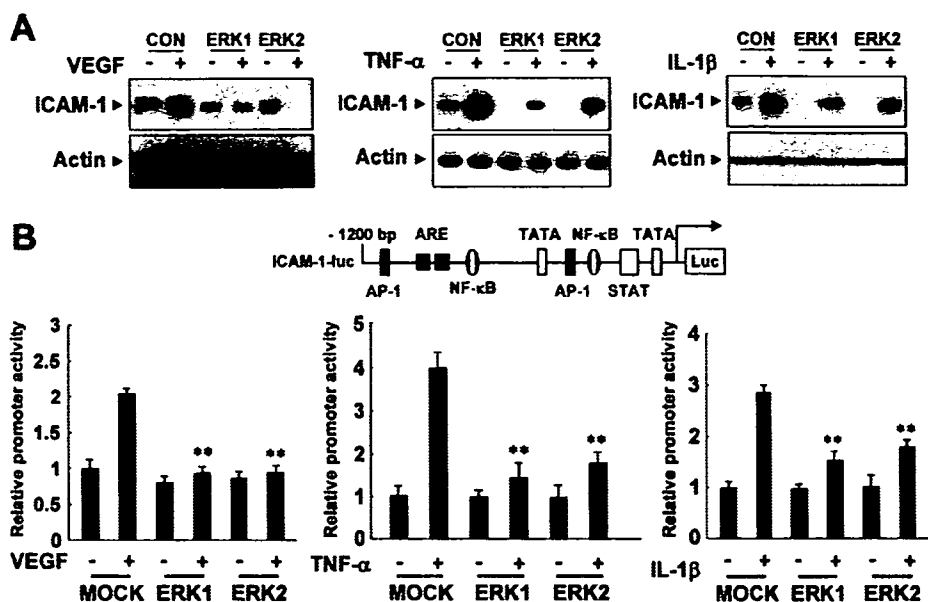 A
CON ERK1 ERK2
VEGF - + - + - +
ICAM-1
Actin
CON ERK1 ERK2
TNF-α - + - + - +
ICAM-1
Actin
CON ERK1 ERK2
IL-1β - + - + - +
ICAM-1
Actin
B
- 1200 bp ARE TATA NF-κB TATA
ICAM-1-luc Luc
AP-1 NF-κB AP-1 STAT
Relative promoter activity
3
2.5
2
1.5
1
0.5
0
** **
VEGF - + - + - +
MOCK ERK1 ERK2
Relative promoter activity
5
4
3
2
1
0
** **
TNF-α - + - + - +
MOCK ERK1 ERK2
Relative promoter activity
4
3
2
1
0
** **
IL-1β - + - + - +
MOCK ERK1 ERK2